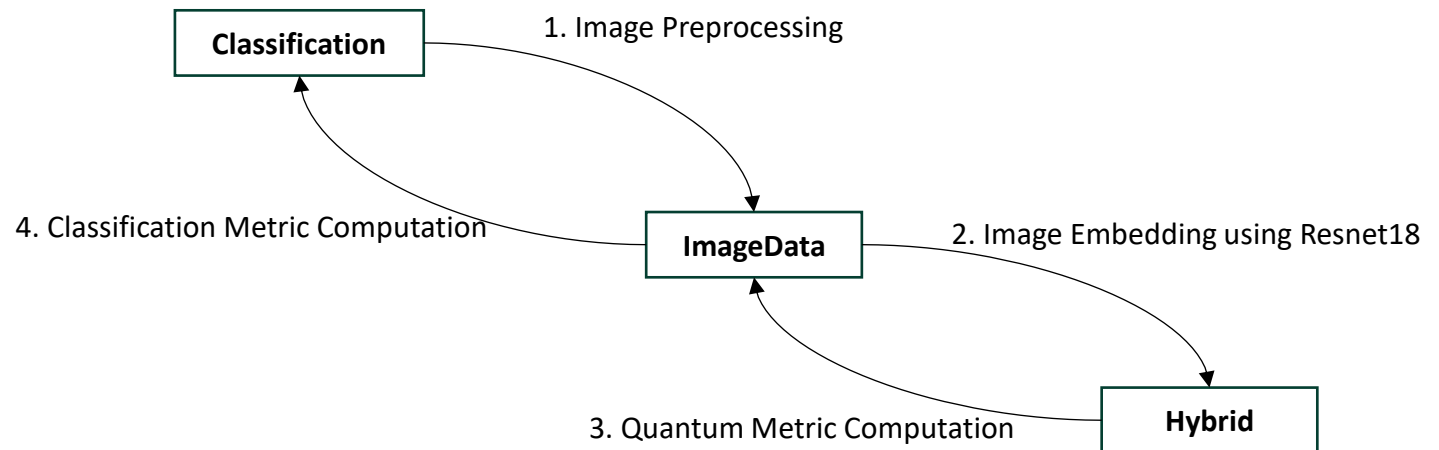 1. Image Preprocessing
Classification
4. Classification Metric Computation
ImageData
2. Image Embedding using Resnet18
3. Quantum Metric Computation
Hybrid